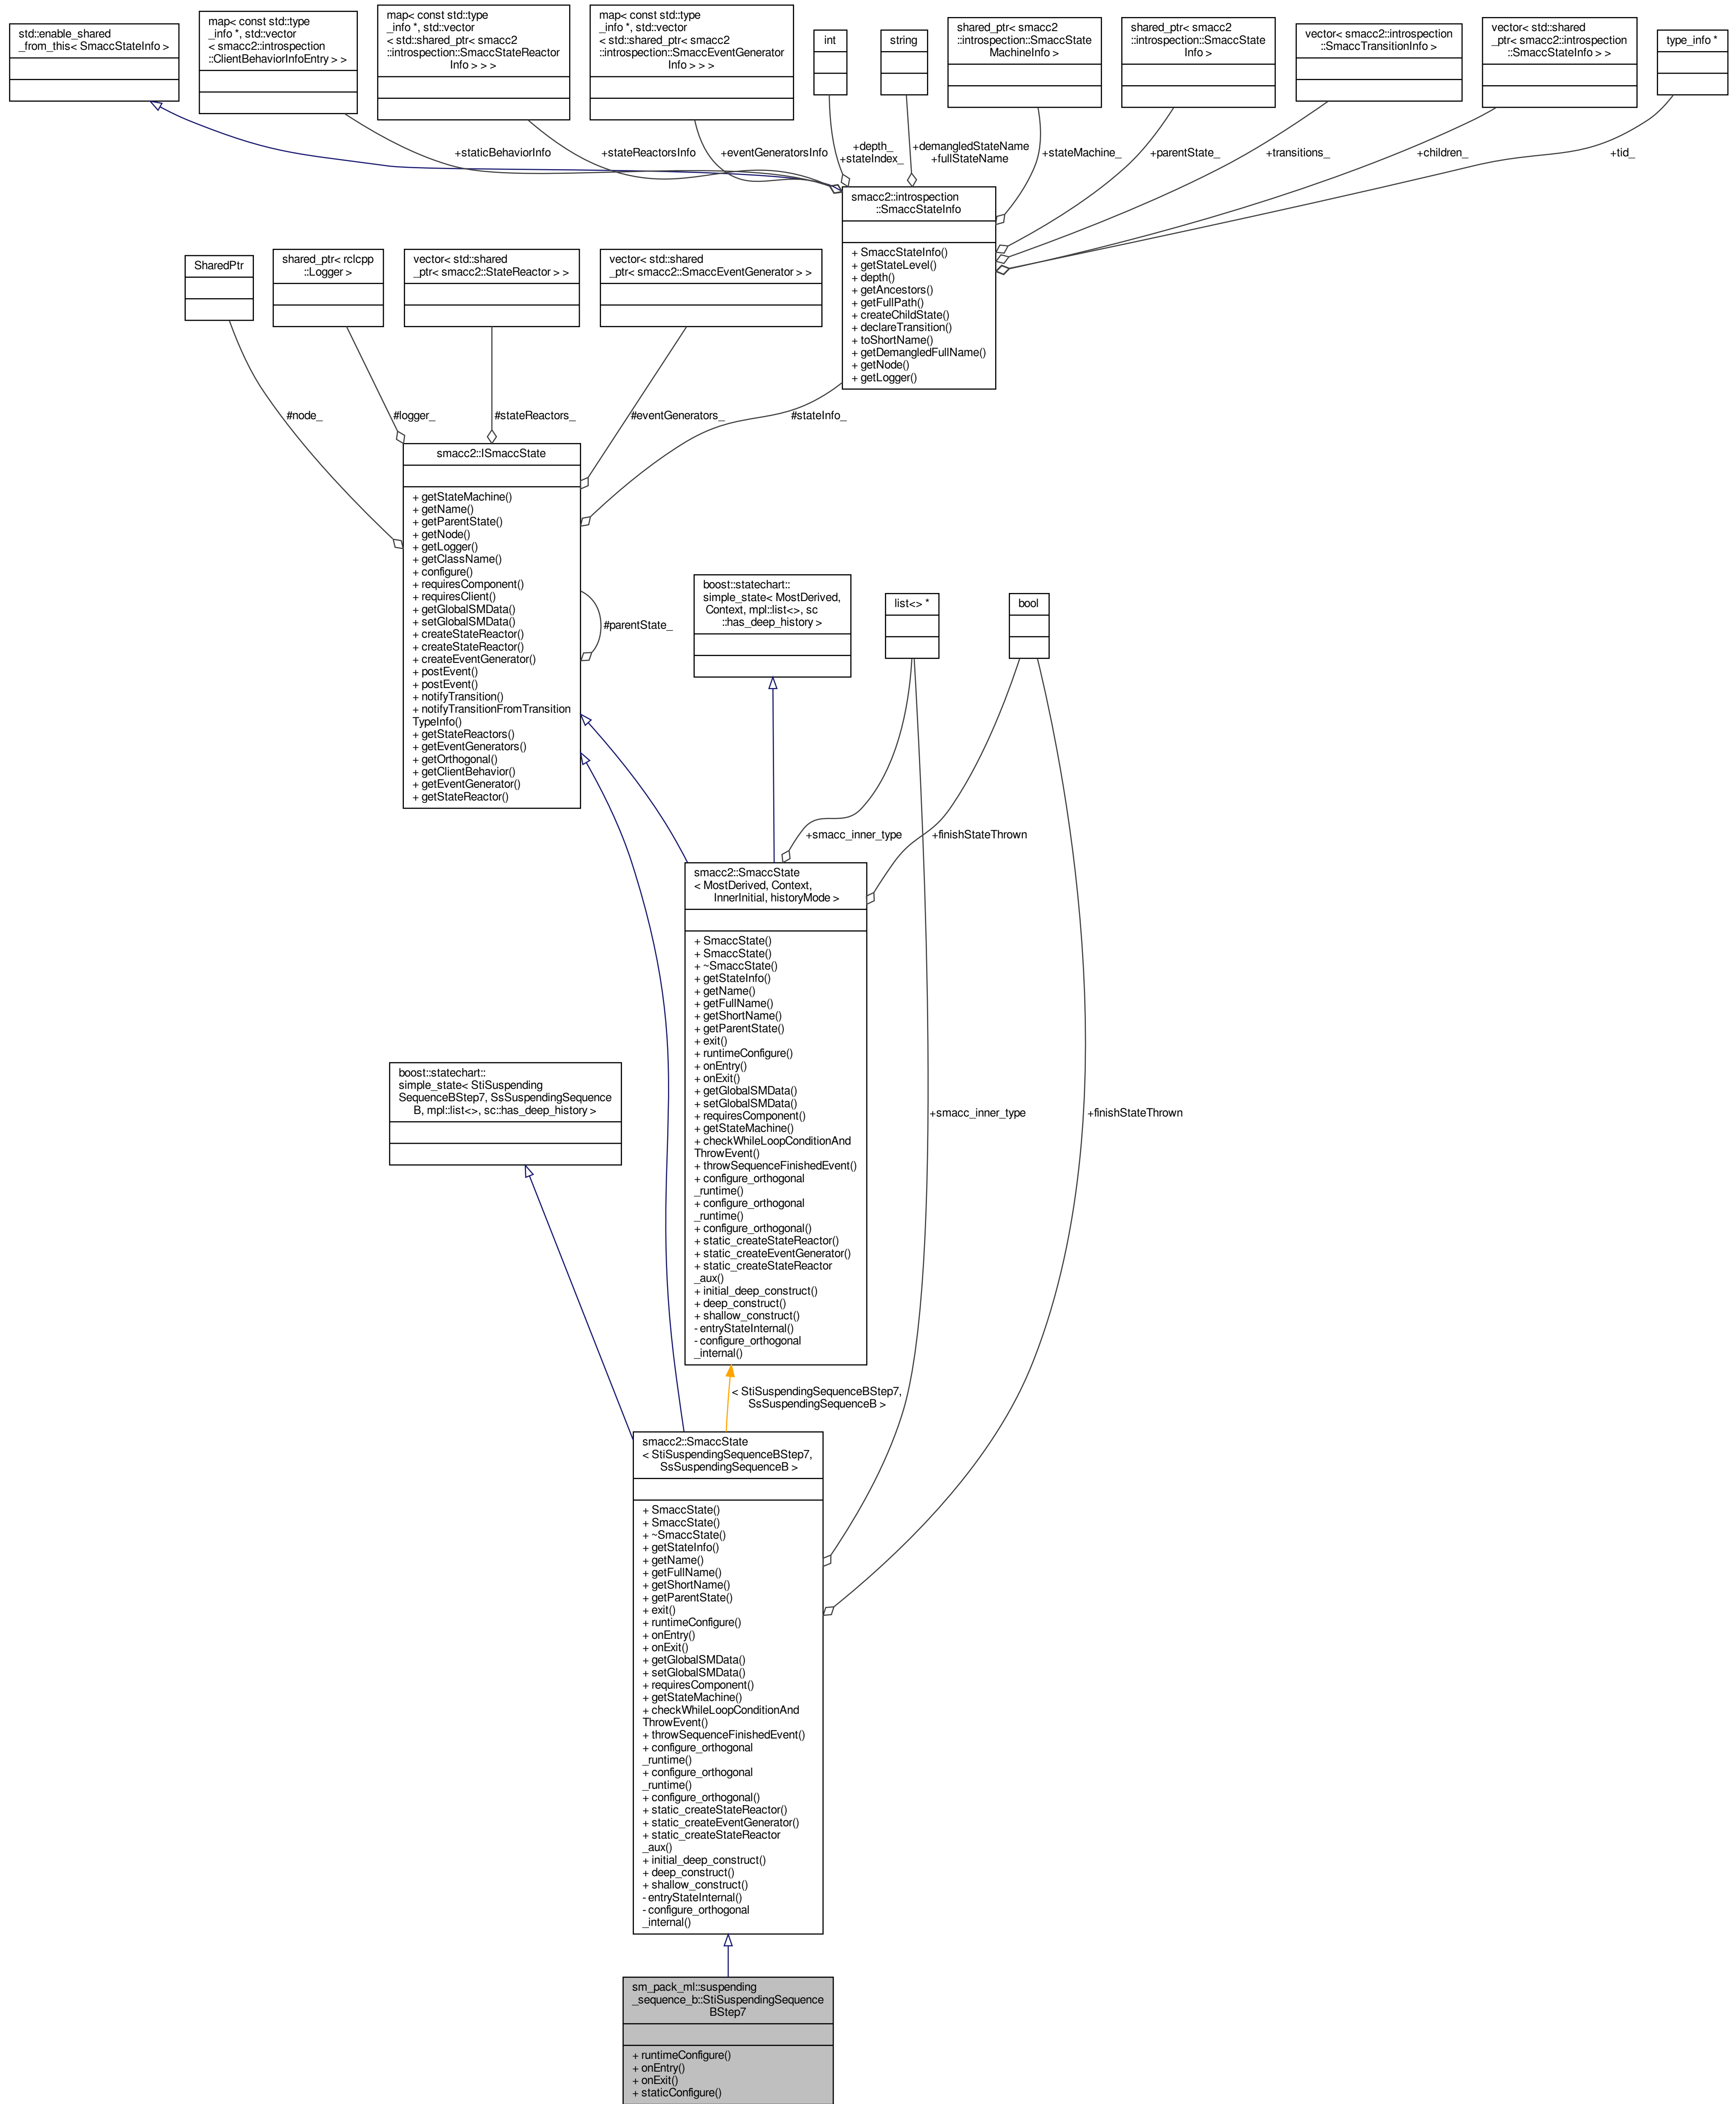 std::enable_shared
_from_this< SmaccStateInfo >
map< const std::type
_info *, std::vector
< smacc2::introspection
::ClientBehaviorInfoEntry > >
map< const std::type
_info *, std::vector
< std::shared_ptr< smacc2
::introspection::SmaccStateReactor
Info > > >
map< const std::type
_info *, std::vector
< std::shared_ptr< smacc2
::introspection::SmaccEventGenerator
Info > > >
int
string
shared_ptr< smacc2
::introspection::SmaccState
MachineInfo >
shared_ptr< smacc2
::introspection::SmaccState
Info >
vector< smacc2::introspection
::SmaccTransitionInfo >
vector< std::shared
_ptr< smacc2::introspection
::SmaccStateInfo > >
type_info *
+staticBehaviorInfo
+stateReactorsInfo
+eventGeneratorsInfo
+depth_
+stateIndex_
+demangledStateName
+fullStateName
+stateMachine_
+parentState_
+transitions_
+children_
+tid_
smacc2::introspection
::SmaccStateInfo
+ SmaccStateInfo()
+ getStateLevel()
+ depth()
+ getAncestors()
+ getFullPath()
+ createChildState()
+ declareTransition()
+ toShortName()
+ getDemangledFullName()
+ getNode()
+ getLogger()
SharedPtr
shared_ptr< rclcpp
::Logger >
vector< std::shared
_ptr< smacc2::StateReactor > >
vector< std::shared
_ptr< smacc2::SmaccEventGenerator > >
#node_
#logger_
#stateReactors_
#eventGenerators_
#stateInfo_
smacc2::ISmaccState
+ getStateMachine()
+ getName()
+ getParentState()
+ getNode()
+ getLogger()
+ getClassName()
+ configure()
+ requiresComponent()
+ requiresClient()
+ getGlobalSMData()
+ setGlobalSMData()
+ createStateReactor()
+ createStateReactor()
+ createEventGenerator()
+ postEvent()
+ postEvent()
+ notifyTransition()
+ notifyTransitionFromTransition
TypeInfo()
+ getStateReactors()
+ getEventGenerators()
+ getOrthogonal()
+ getClientBehavior()
+ getEventGenerator()
+ getStateReactor()
#parentState_
boost::statechart::
simple_state< MostDerived,
Context, mpl::list<>, sc
::has_deep_history >
list<> *
bool
+smacc_inner_type
+finishStateThrown
smacc2::SmaccState
< MostDerived, Context,
InnerInitial, historyMode >
+ SmaccState()
+ SmaccState()
+ ~SmaccState()
+ getStateInfo()
+ getName()
+ getFullName()
+ getShortName()
+ getParentState()
+ exit()
+ runtimeConfigure()
+ onEntry()
+ onExit()
+ getGlobalSMData()
+ setGlobalSMData()
+ requiresComponent()
+ getStateMachine()
+ checkWhileLoopConditionAnd
ThrowEvent()
+ throwSequenceFinishedEvent()
+ configure_orthogonal
_runtime()
+ configure_orthogonal
_runtime()
+ configure_orthogonal()
+ static_createStateReactor()
+ static_createEventGenerator()
+ static_createStateReactor
_aux()
+ initial_deep_construct()
+ deep_construct()
+ shallow_construct()
- entryStateInternal()
- configure_orthogonal
_internal()
boost::statechart::
simple_state< StiSuspending
SequenceBStep7, SsSuspendingSequence
B, mpl::list<>, sc::has_deep_history >
+smacc_inner_type
+finishStateThrown
< StiSuspendingSequenceBStep7,
SsSuspendingSequenceB >
smacc2::SmaccState
< StiSuspendingSequenceBStep7,
SsSuspendingSequenceB >
+ SmaccState()
+ SmaccState()
+ ~SmaccState()
+ getStateInfo()
+ getName()
+ getFullName()
+ getShortName()
+ getParentState()
+ exit()
+ runtimeConfigure()
+ onEntry()
+ onExit()
+ getGlobalSMData()
+ setGlobalSMData()
+ requiresComponent()
+ getStateMachine()
+ checkWhileLoopConditionAnd
ThrowEvent()
+ throwSequenceFinishedEvent()
+ configure_orthogonal
_runtime()
+ configure_orthogonal
_runtime()
+ configure_orthogonal()
+ static_createStateReactor()
+ static_createEventGenerator()
+ static_createStateReactor
_aux()
+ initial_deep_construct()
+ deep_construct()
+ shallow_construct()
- entryStateInternal()
- configure_orthogonal
_internal()
sm_pack_ml::suspending
_sequence_b::StiSuspendingSequence
BStep7
+ runtimeConfigure()
+ onEntry()
+ onExit()
+ staticConfigure()